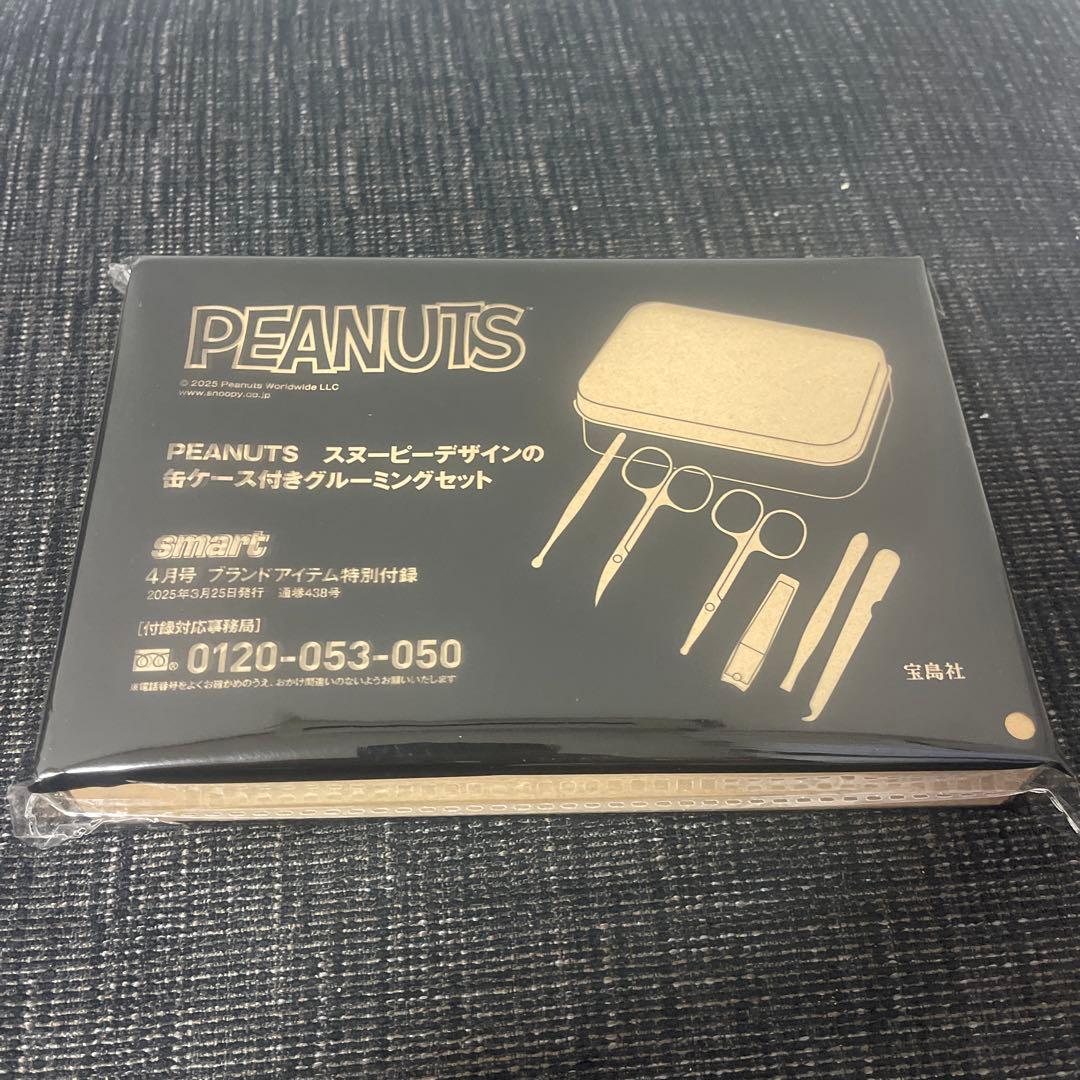 PEANUTS™
© 2025 Peanuts Worldwide LLC
www.snoopy.co.jp
PEANUTS スヌーピーデザインの
缶ケース付きグルーミングセット
smart
4月号 ブランドアイテム特別付録
2025年3月25日発行 通巻438号
[付録対応事務局]
® 0120-053-050
※電話番号をよくお確かめのうえ、おかけ間違いのないようお願いいたします
宝島社